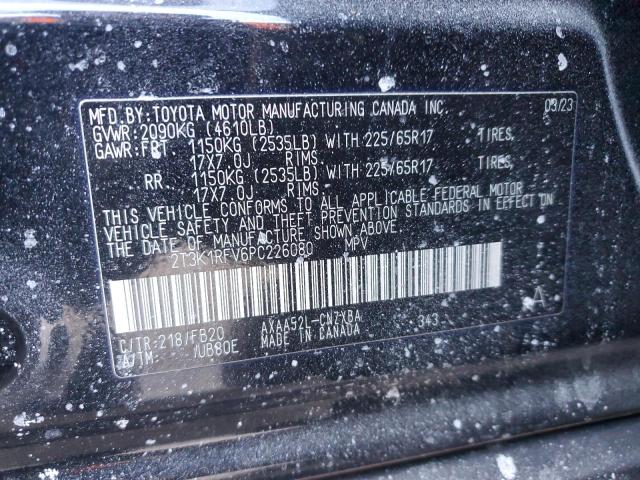 MFD. BY: TOYOTA MOTOR MANUFACTURING CANADA INC. 03/23
GVWR: 2090KG (4610LB)
GAWR: FRT 1150KG (2535LB) WITH 225/65R17 TIRES,
17X7.0J RIMS,
RR 1150KG (2535LB) WITH 225/65R17 TIRES,
17X7.0J RIMS.
THIS VEHICLE CONFORMS TO ALL APPLICABLE FEDERAL MOTOR
VEHICLE SAFETY AND THEFT PREVENTION STANDARDS IN EFFECT ON
THE DATE OF MANUFACTURE SHOWN ABOVE.
2T3K1RFV6PC226080 MPV
A
C/TR: 218/FB20 AXAA52L-CNZXBA 343
A/TM: /UB80E MADE IN CANADA